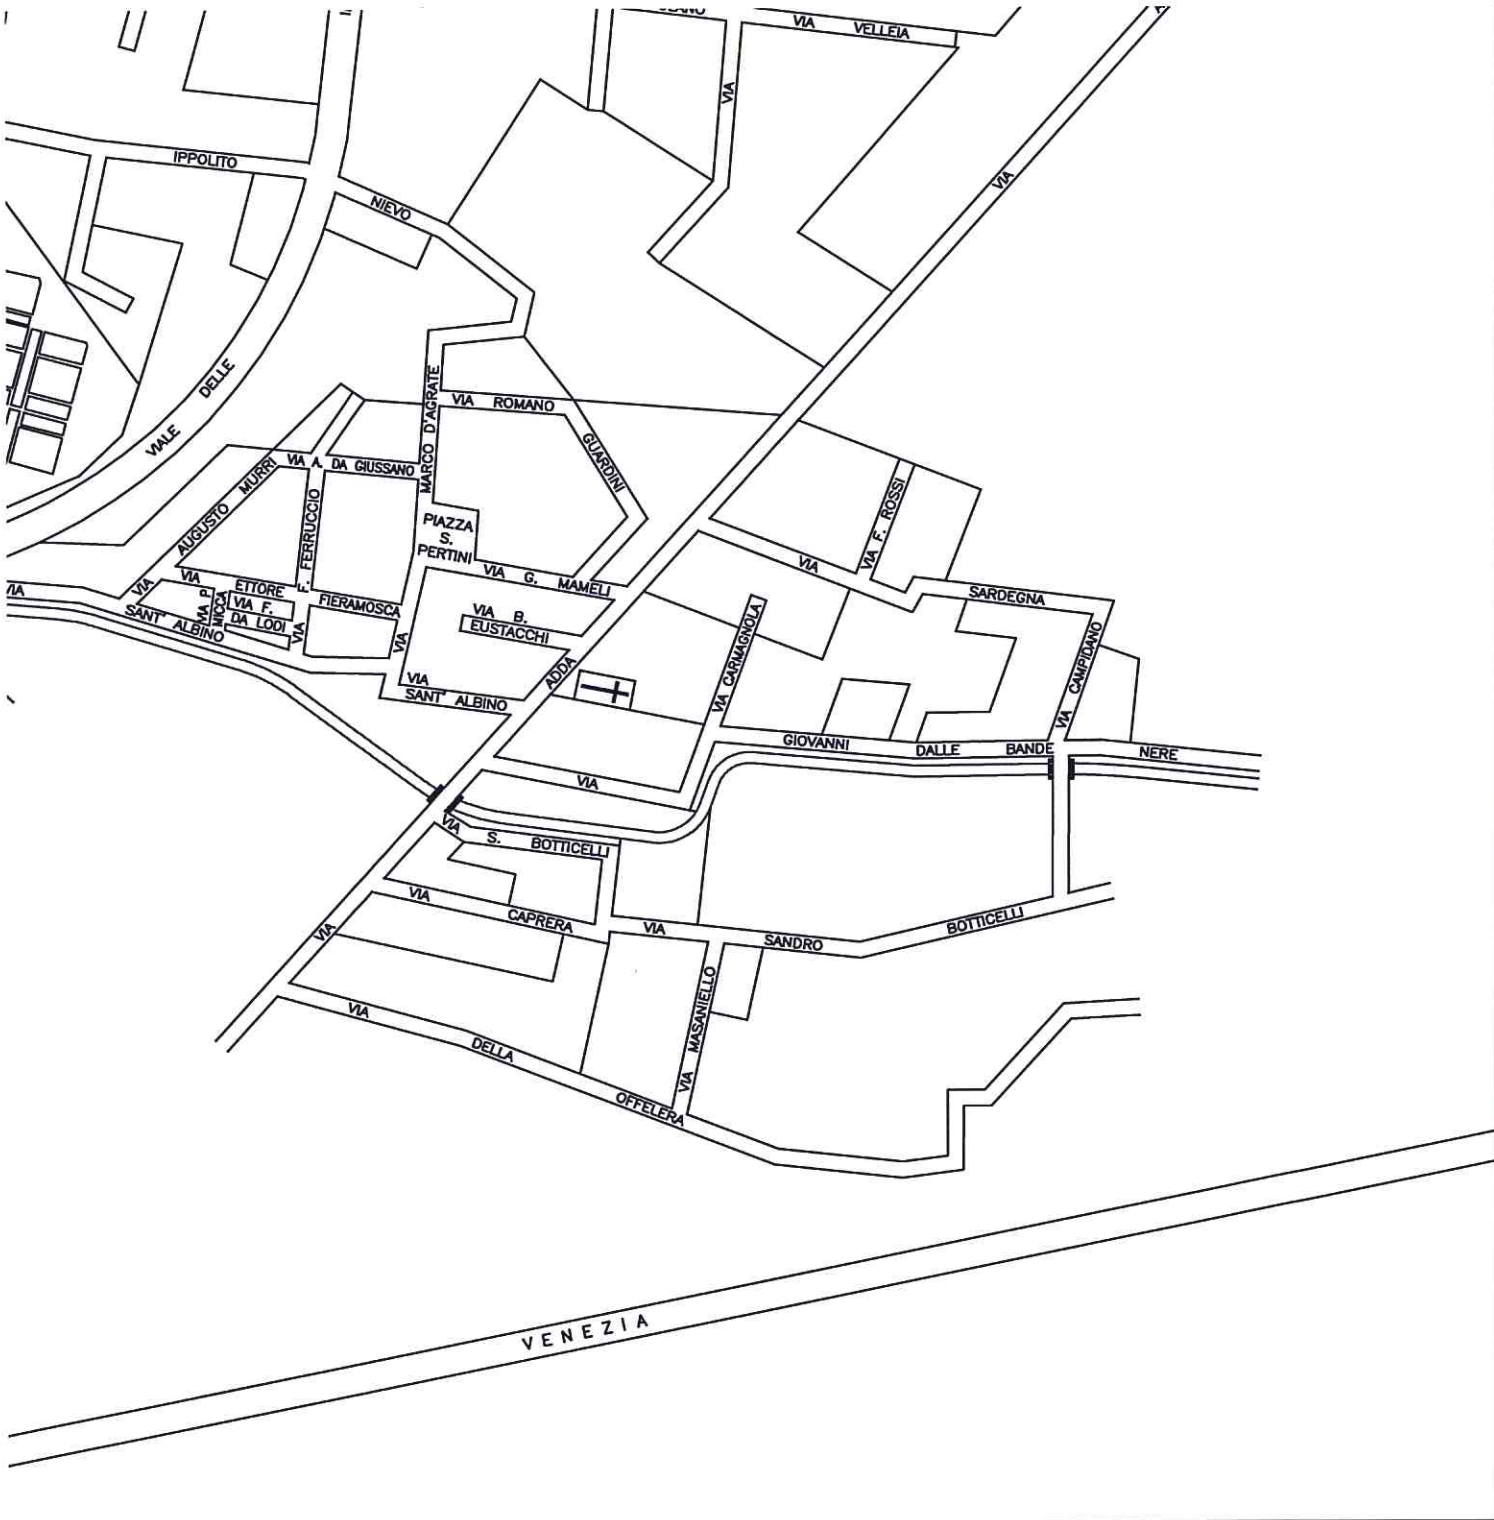 VIA VELLEIA
VIA
VIA
IPPOLITO
NIEVO
VIALE DELLE
MARCO D'AGRATE
VIA ROMANO
GUARDINI
VIA A. DA GIUSSANO
AUGUSTO MURRI
VIA
F. FERRUCCIO
VIA
PIAZZA
S.
PERTINI
VIA G. MAMELI
VIA F. ROSSI
VIA
SARDEGNA
VIA
ETTORE
FIERAMOSCA
VIA P.
MICCA
VIA F.
DA LODI
VIA
SANT' ALBINO
VIA
VIA B.
EUSTACCHI
VIA CARMAGNOLA
VIA CAMPIDANO
ADDA
VIA
SANT' ALBINO
GIOVANNI DALLE BANDE NERE
VIA
VIA S. BOTTICELLI
VIA CAPRERA
VIA SANDRO BOTTICELLI
VIA
VIA MASANIELLO
VIA DELLA OFFELERA
VENEZIA